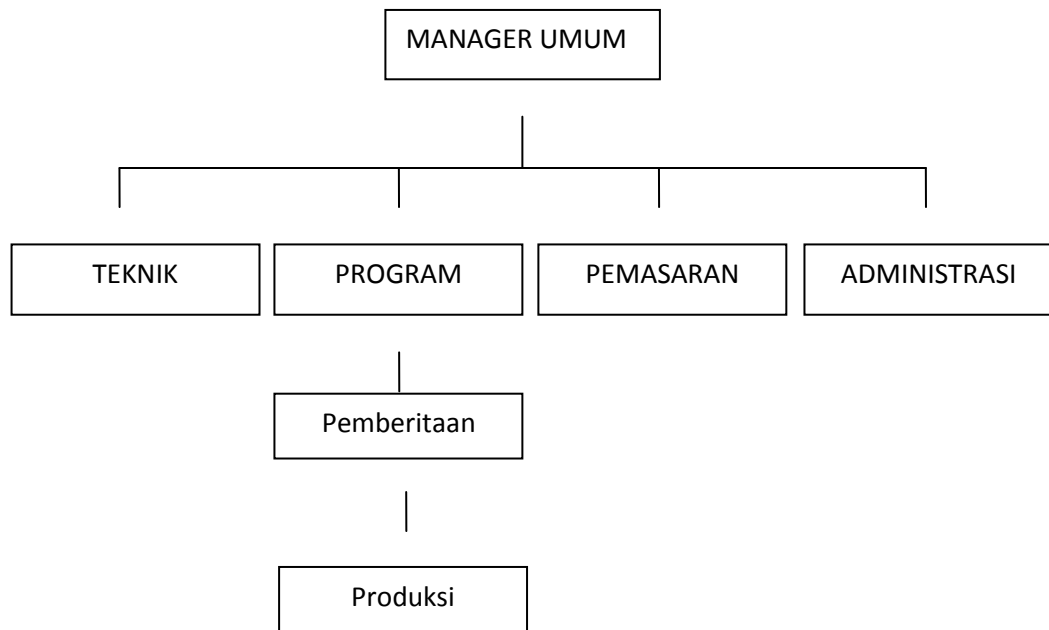 MANAGER UMUM
TEKNIK
PROGRAM
PEMASARAN
ADMINISTRASI
Pemberitaan
Produksi